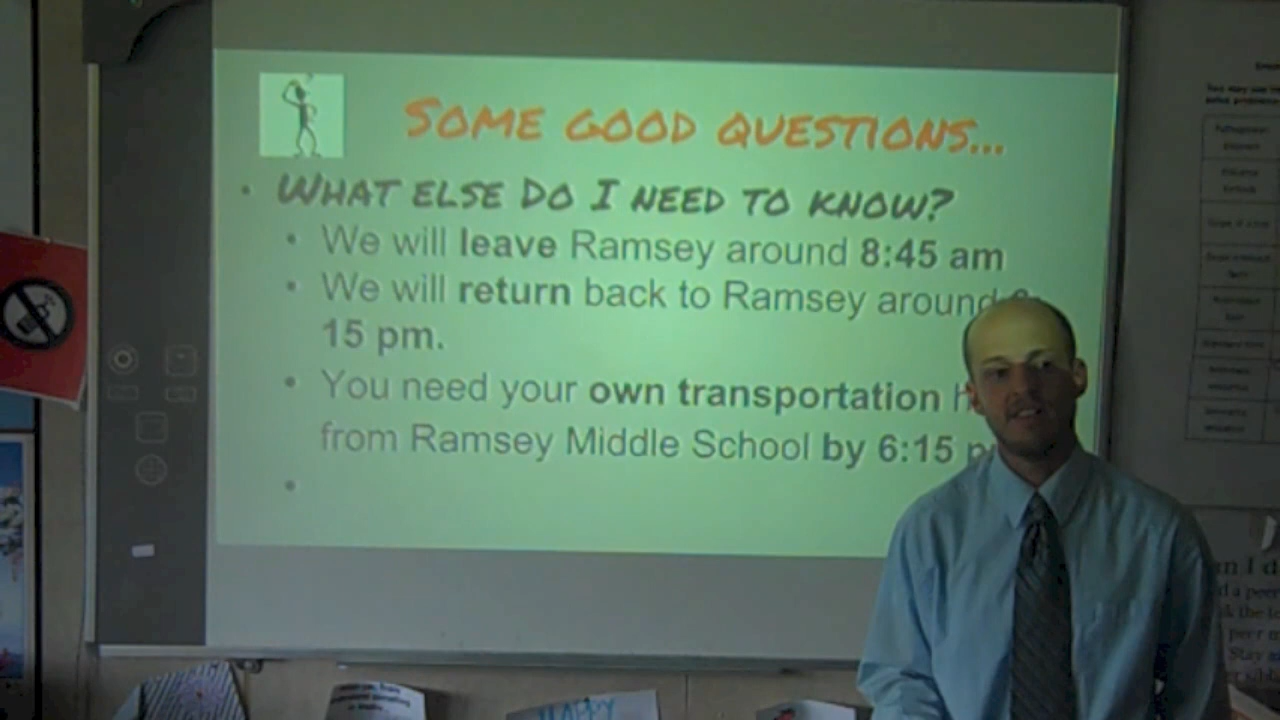 SOME GOOD QUESTIONS...
• WHAT ELSE DO I NEED TO KNOW?
• We will leave Ramsey around 8:45 am
• We will return back to Ramsey around
15 pm.
• You need your own transportation
from Ramsey Middle School by 6:15
•
HAPPY